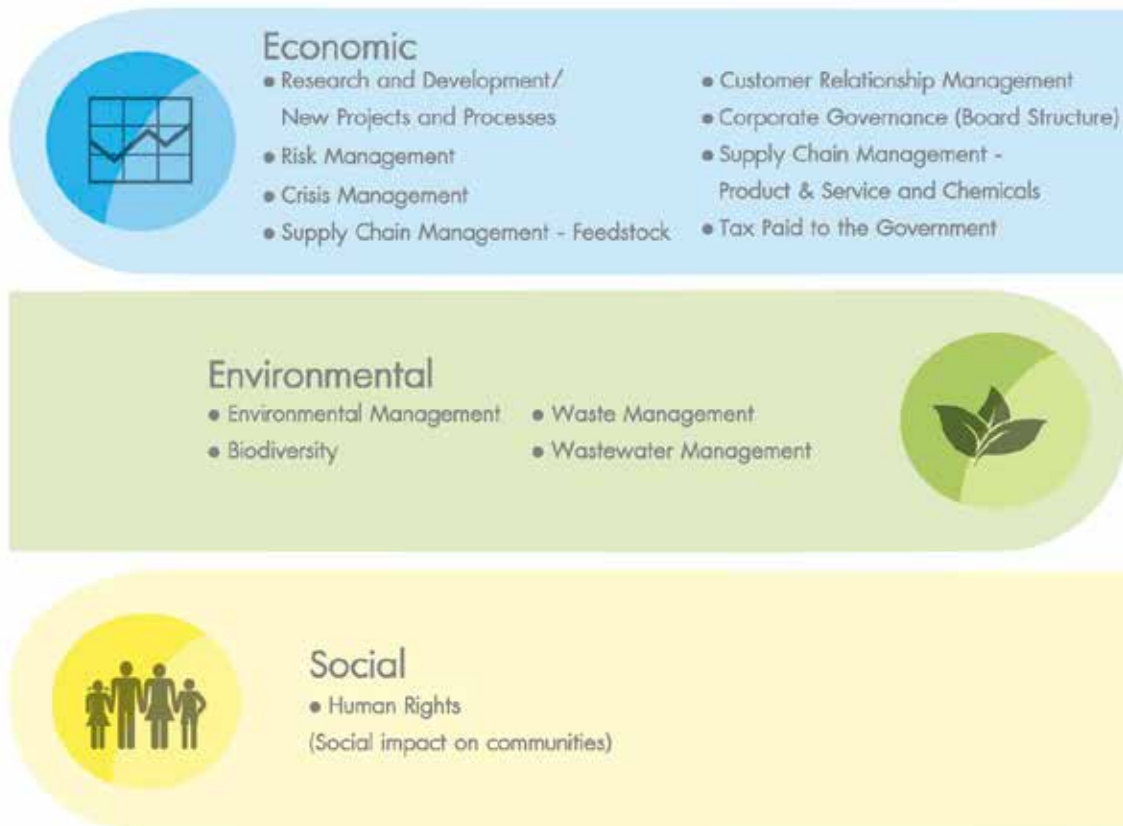 Economic
● Research and Development/
New Projects and Processes
● Risk Management
● Crisis Management
● Supply Chain Management - Feedstock
● Customer Relationship Management
● Corporate Governance (Board Structure)
● Supply Chain Management -
Product & Service and Chemicals
● Tax Paid to the Government
Environmental
● Environmental Management
● Biodiversity
● Waste Management
● Wastewater Management
Social
● Human Rights
(Social impact on communities)